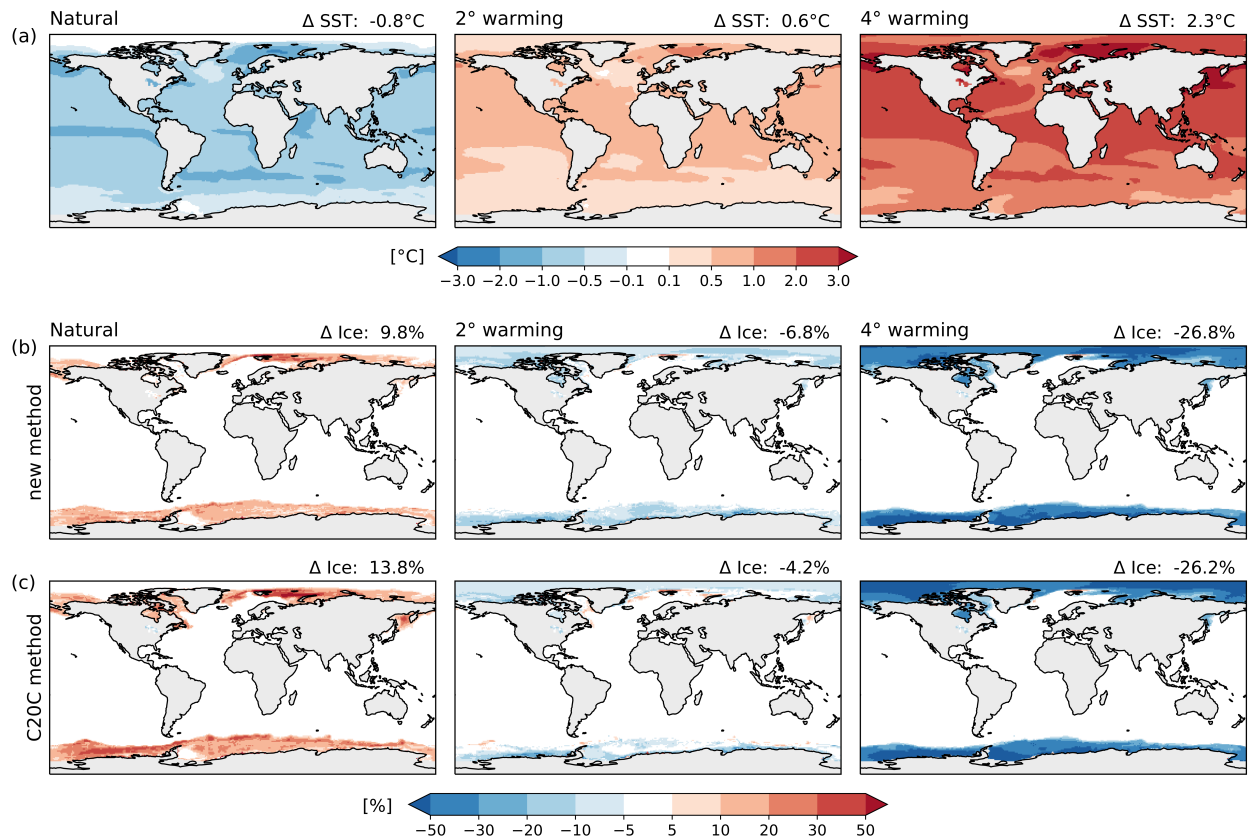 Natural Δ SST: -0.8°C 2° warming Δ SST: 0.6°C 4° warming Δ SST: 2.3°C
(a)
[°C]
−3.0 −2.0 −1.0 −0.5 −0.1 0.1 0.5 1.0 2.0 3.0
Natural Δ Ice: 9.8% 2° warming Δ Ice: -6.8% 4° warming Δ Ice: -26.8%
(b)
new method
Δ Ice: 13.8% Δ Ice: -4.2% Δ Ice: -26.2%
(c)
C20C method
[%]
−50 −30 −20 −10 −5 5 10 20 30 50